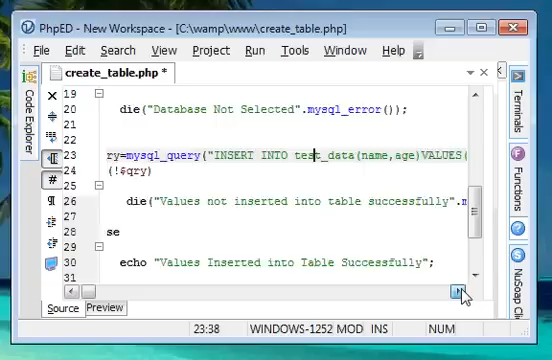 PhpED - New Workspace - [C:\wamp\www\create_table.php]
File Edit Search View Project Run Tools Window Help
create_table.php *
Code Explorer
19
20 die("Database Not Selected".mysql_error());
21
22
23 ry=mysql_query("INSERT INTO test_data(name,age)VALUES(
24 (!$qry)
25
26 die("Values not inserted into table successfully".m
27
28 se
29
30 echo "Values Inserted into Table Successfully";
31
Terminals
Functions
NuSoap Cl
Source Preview
23:38 WINDOWS-1252 MOD INS NUM